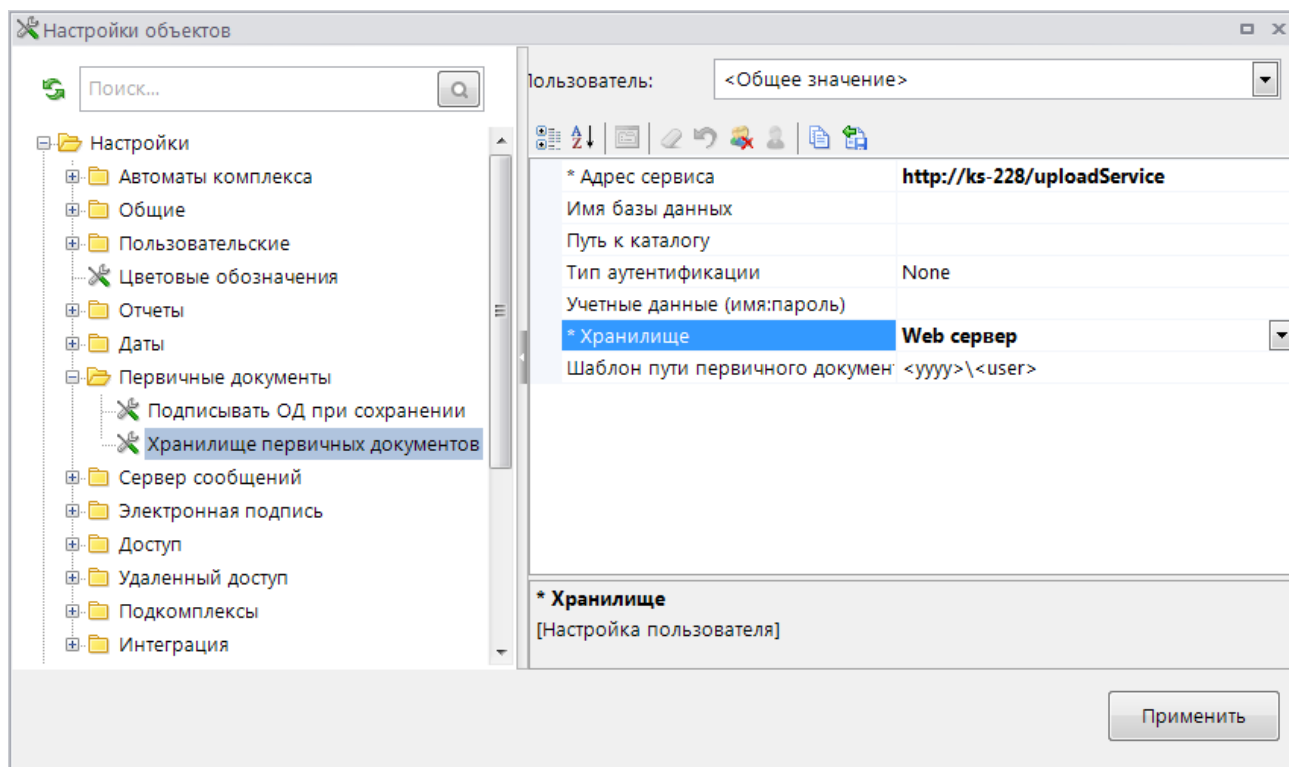 Настройки объектов
Поиск...
Настройки
Автоматы комплекса
Общие
Пользовательские
Цветовые обозначения
Отчеты
Даты
Первичные документы
Подписывать ОД при сохранении
Хранилище первичных документов
Сервер сообщений
Электронная подпись
Доступ
Удаленный доступ
Подкомплексы
Интеграция
Пользователь: <Общее значение>
* Адрес сервиса http://ks-228/uploadService
Имя базы данных
Путь к каталогу
Тип аутентификации None
Учетные данные (имя:пароль)
* Хранилище Web сервер
Шаблон пути первичного докумен <yyyy>\<user>
* Хранилище
[Настройка пользователя]
Применить